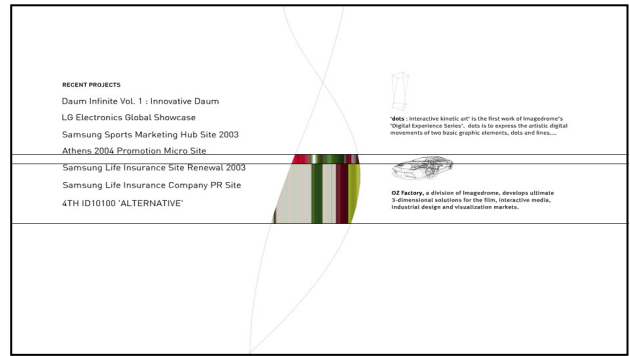 RECENT PROJECTS
Daum Infinite Vol. 1 : Innovative Daum
LG Electronics Global Showcase
Samsung Sports Marketing Hub Site 2003
Athens 2004 Promotion Micro Site
Samsung Life Insurance Site Renewal 2003
Samsung Life Insurance Company PR Site
4TH ID10100 'ALTERNATIVE'
'dots : interactive kinetic art' is the first work of Imagedrome's
'Digital Experience Series'. dots is to express the artistic digital
movements of two basic graphic elements, dots and lines....
OZ Factory, a division of Imagedrome, develops ultimate
3-dimensional solutions for the film, interactive media,
industrial design and visualization markets.